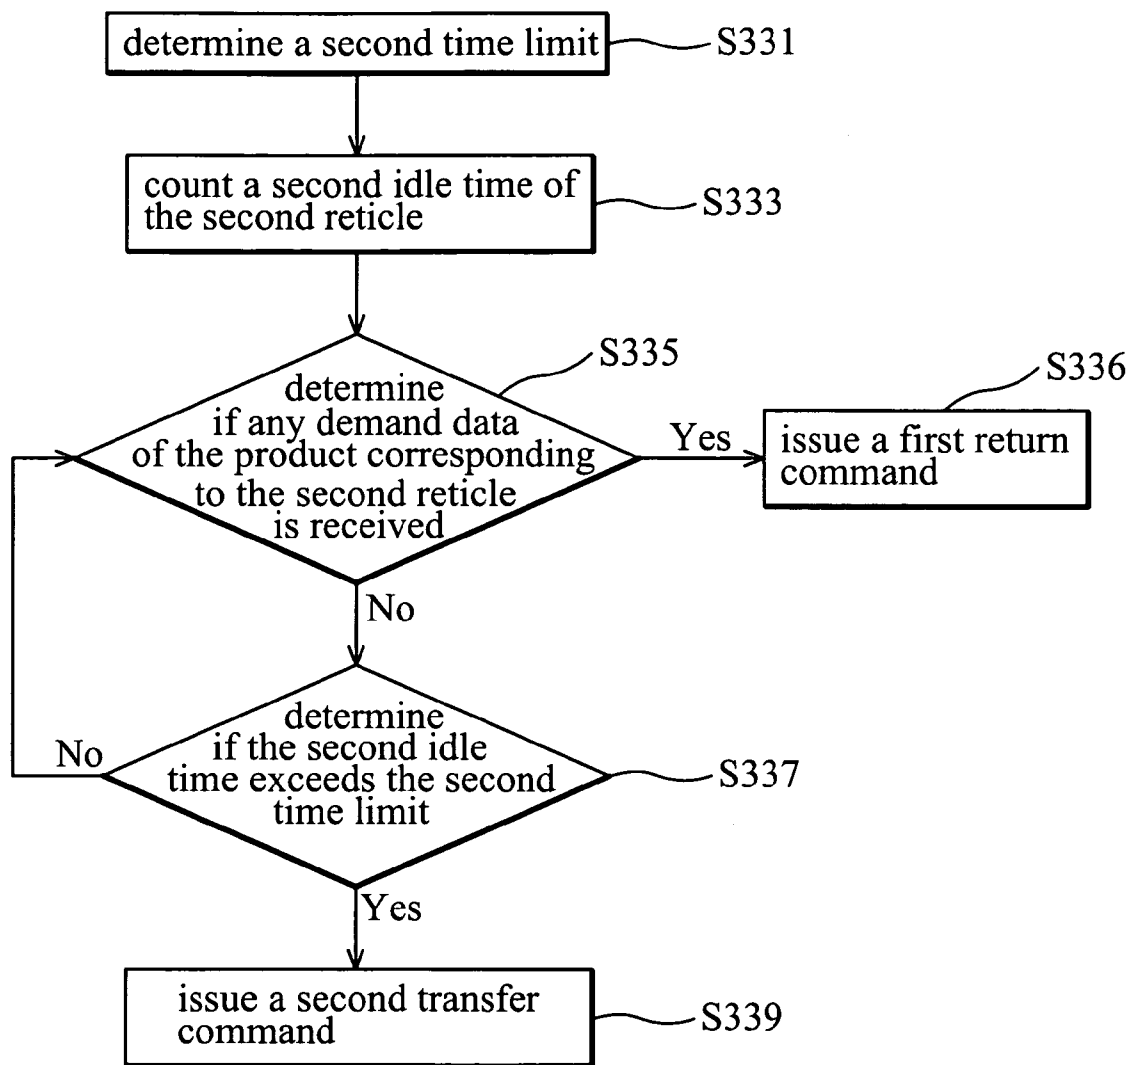 determine a second time limit
S331
count a second idle time of
the second reticle
S333
determine
if any demand data
of the product corresponding
to the second reticle
is received
S335
Yes
issue a first return
command
S336
No
determine
if the second idle
time exceeds the second
time limit
S337
No
Yes
issue a second transfer
command
S339